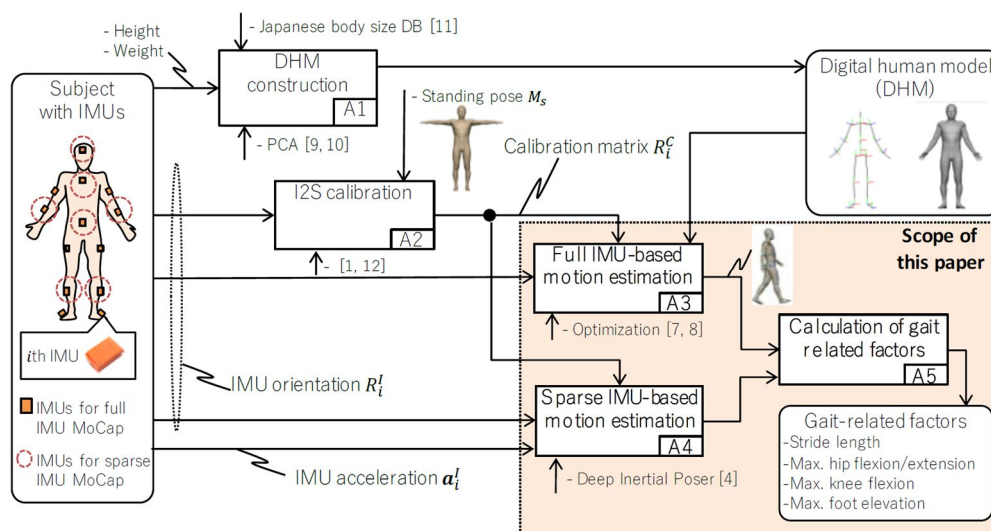 - Height
- Weight
- Japanese body size DB [11]
DHM
construction
A1
- PCA [9, 10]
Subject
with IMUs
- Standing pose Ms
Digital human model
(DHM)
Calibration matrix R_i^C
I2S calibration
A2
- [1, 12]
Scope of
this paper
Full IMU-based
motion estimation
A3
- Optimization [7, 8]
Calculation of gait
related factors
A5
ith IMU
IMU orientation R_i^I
Sparse IMU-based
motion estimation
A4
- Deep Inertial Poser [4]
IMUs for full
IMU MoCap
IMUs for sparse
IMU MoCap
IMU acceleration a_i^I
Gait-related factors
-Stride length
-Max. hip flexion/extension
-Max. knee flexion
-Max. foot elevation